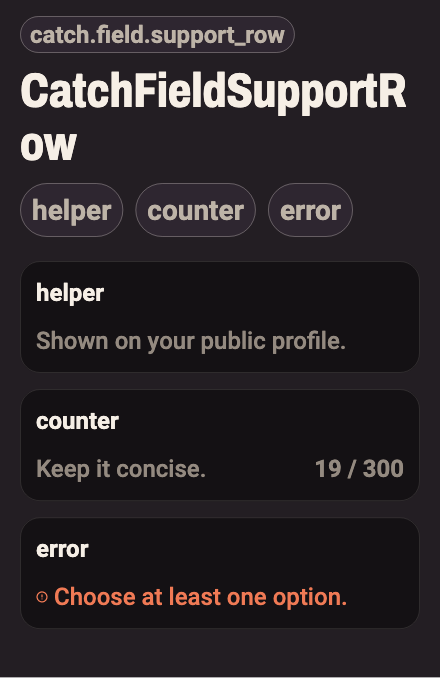 catch.field.support_row
CatchFieldSupportR
ow
helper counter error
helper
Shown on your public profile.
counter
Keep it concise. 19 / 300
error
Choose at least one option.